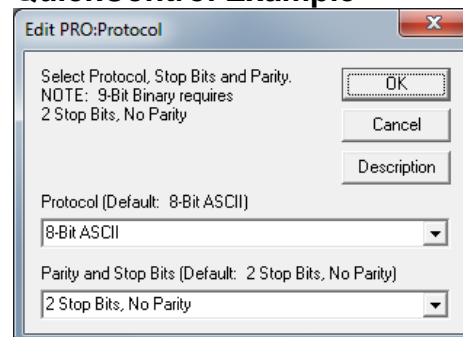 QuickControl Example
Edit PRO:Protocol
Select Protocol, Stop Bits and Parity.
NOTE: 9-Bit Binary requires
2 Stop Bits, No Parity
OK
Cancel
Description
Protocol (Default: 8-Bit ASCII)
8-Bit ASCII
Parity and Stop Bits (Default: 2 Stop Bits, No Parity)
2 Stop Bits, No Parity